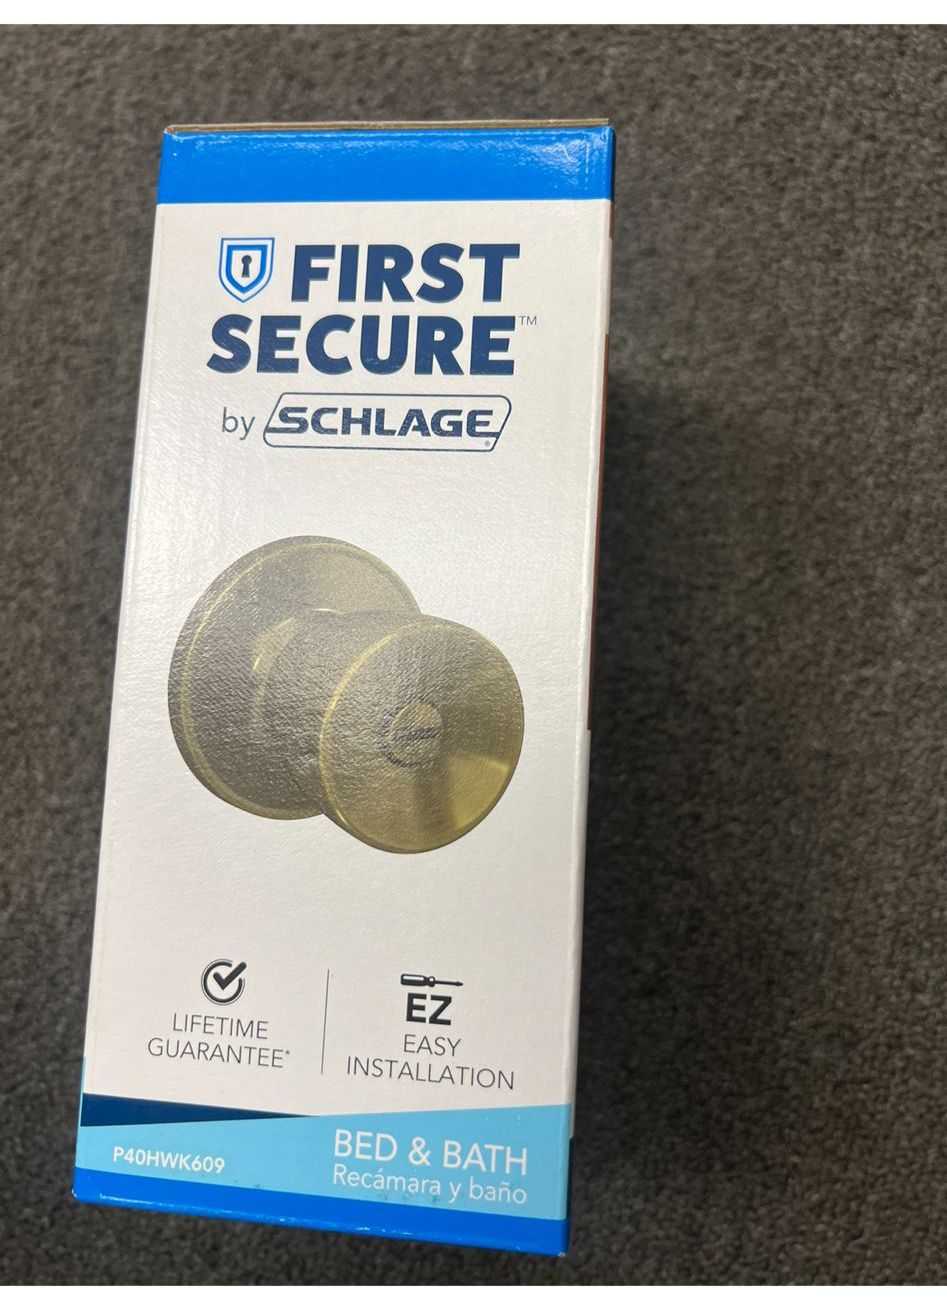 FIRST
SECURE™
by SCHLAGE®
LIFETIME
GUARANTEE*
EZ
EASY
INSTALLATION
P40HWK609
BED & BATH
Recámara y baño